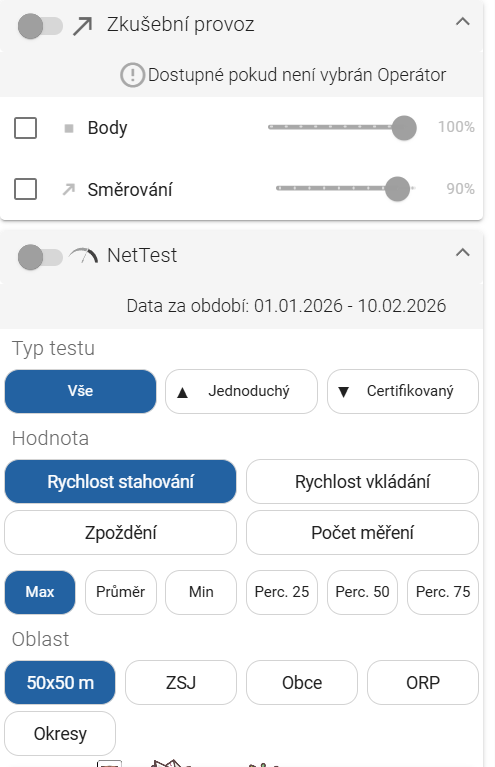 Zkušební provoz
Dostupné pokud není vybrán Operátor
Body 100%
Směrování 90%
NetTest
Data za období: 01.01.2026 - 10.02.2026
Typ testu
Vše Jednoduchý Certifikovaný
Hodnota
Rychlost stahování Rychlost vkládání
Zpoždění Počet měření
Max Průměr Min Perc. 25 Perc. 50 Perc. 75
Oblast
50x50 m ZSJ Obce ORP
Okresy